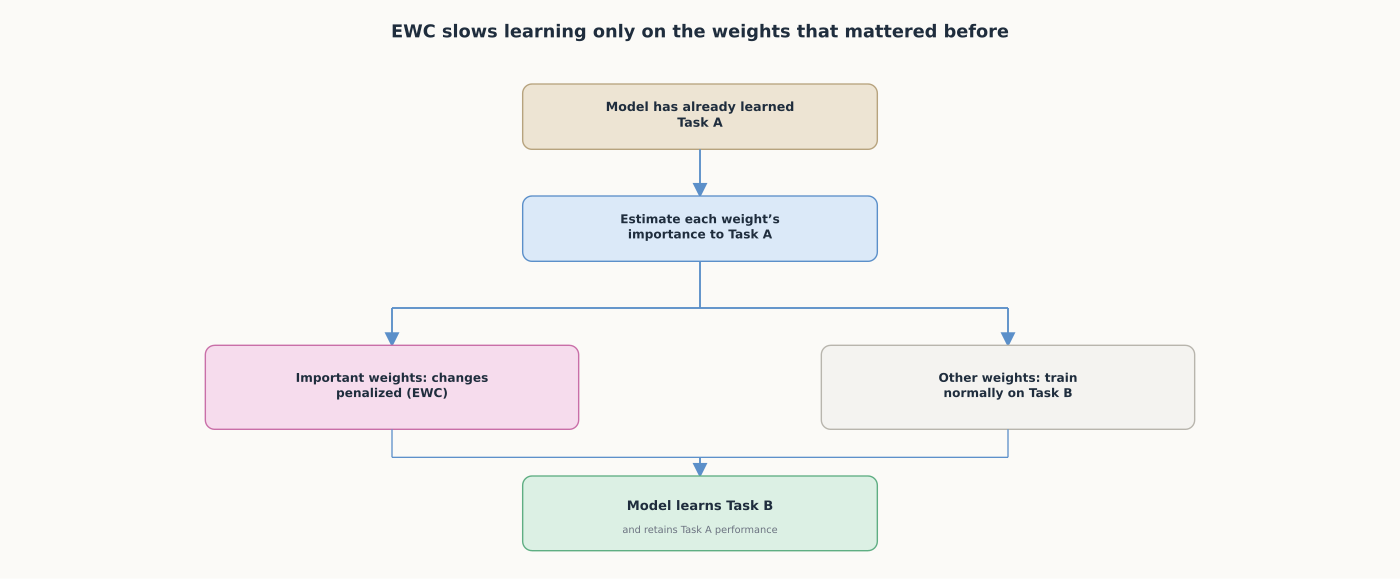 EWC slows learning only on the weights that mattered before
Model has already learned
Task A
Estimate each weight’s
importance to Task A
Important weights: changes
penalized (EWC)
Other weights: train
normally on Task B
Model learns Task B
and retains Task A performance